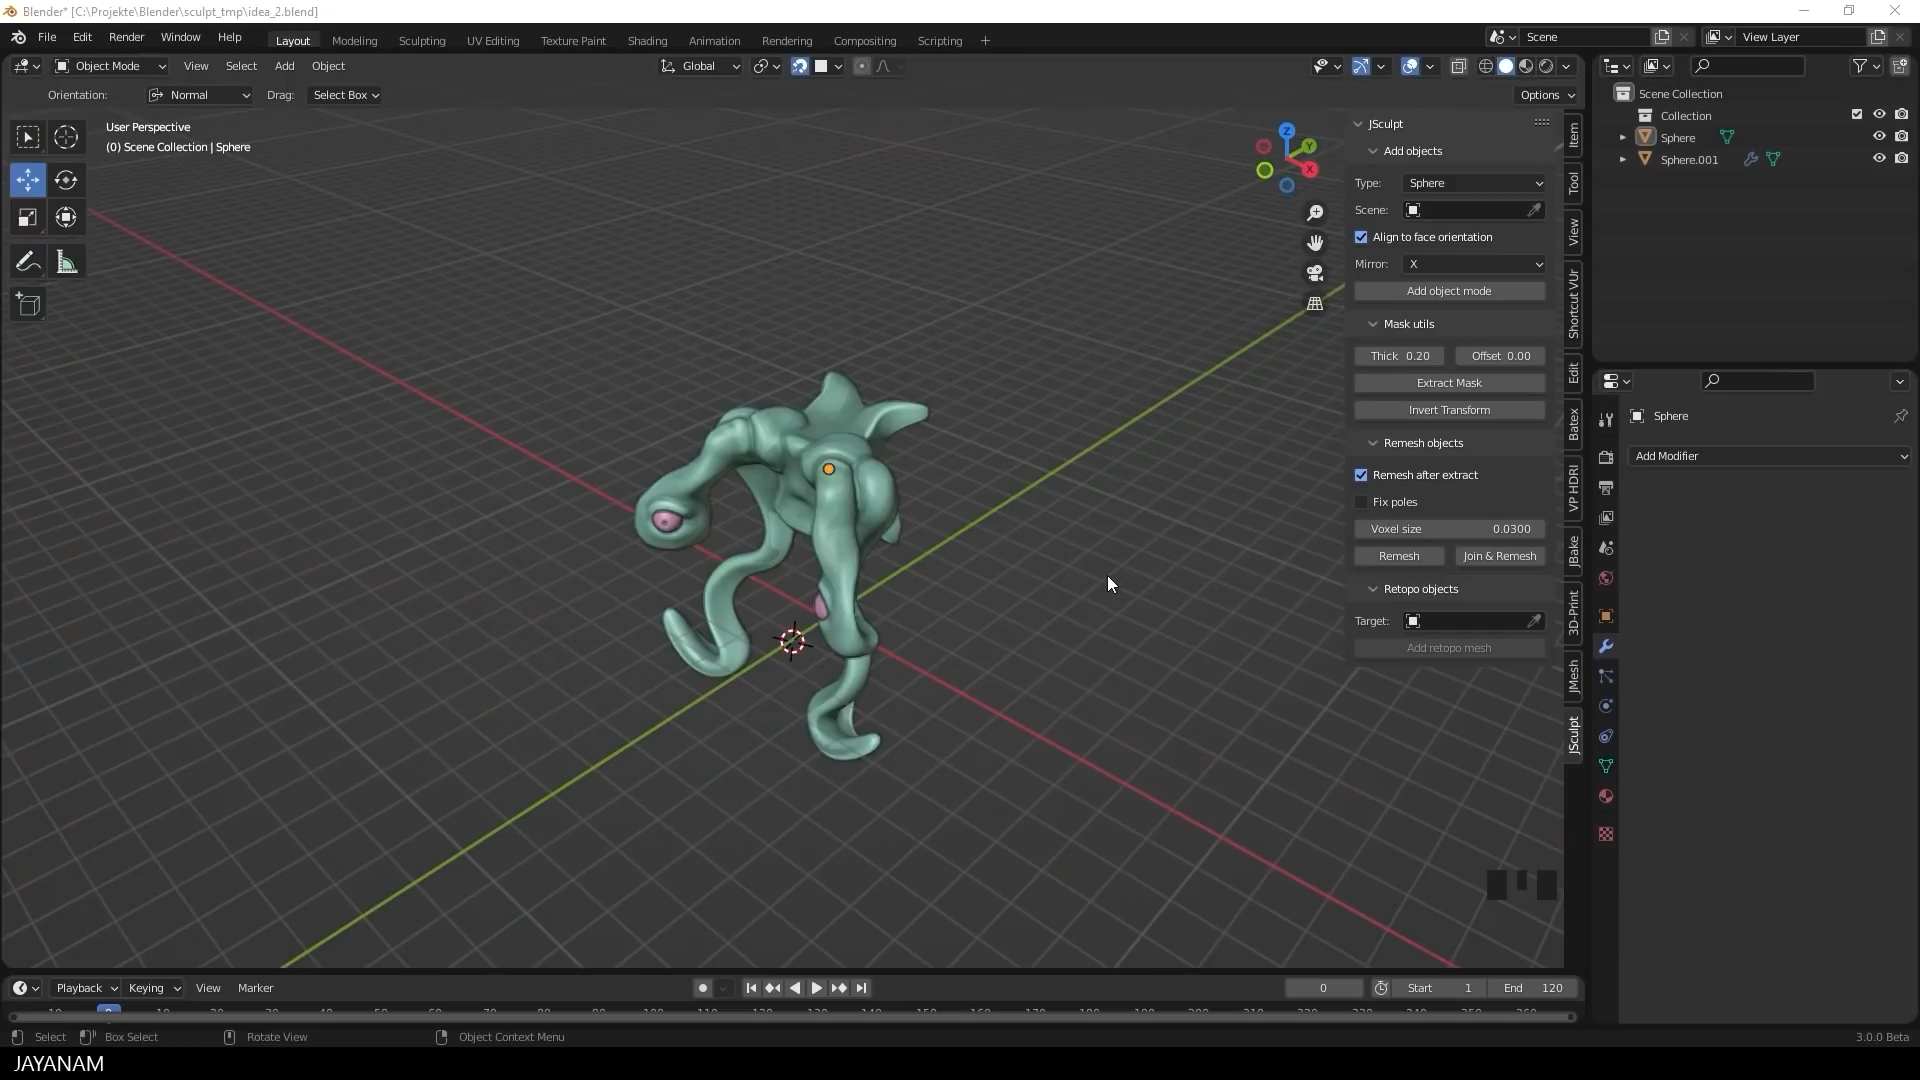 Blender* [C:\Projekte\Blender\sculpt_tmp\idea_2.blend]
File Edit Render Window Help Layout Modeling Sculpting UV Editing Texture Paint Shading Animation Rendering Compositing Scripting + Scene View Layer
Object Mode View Select Add Object Global
Orientation: Normal Drag: Select Box Options
User Perspective
(0) Scene Collection | Sphere
Z
Y
X
JSculpt
Add objects
Type: Sphere
Scene:
Align to face orientation
Mirror: X
Add object mode
Mask utils
Thick 0.20 Offset 0.00
Extract Mask
Invert Transform
Remesh objects
Remesh after extract
Fix poles
Voxel size 0.0300
Remesh Join & Remesh
Retopo objects
Target:
Add retopo mesh
Item
Tool
View
Shortcut VUr
Edit
Batex
VP HDRI
JBake
3D-Print
JMesh
JSculpt
Scene Collection
Collection
Sphere
Sphere.001
Sphere
Add Modifier
Playback Keying View Marker 0 Start 1 End 120
Select Box Select Rotate View Object Context Menu 3.0.0 Beta
JAYANAM